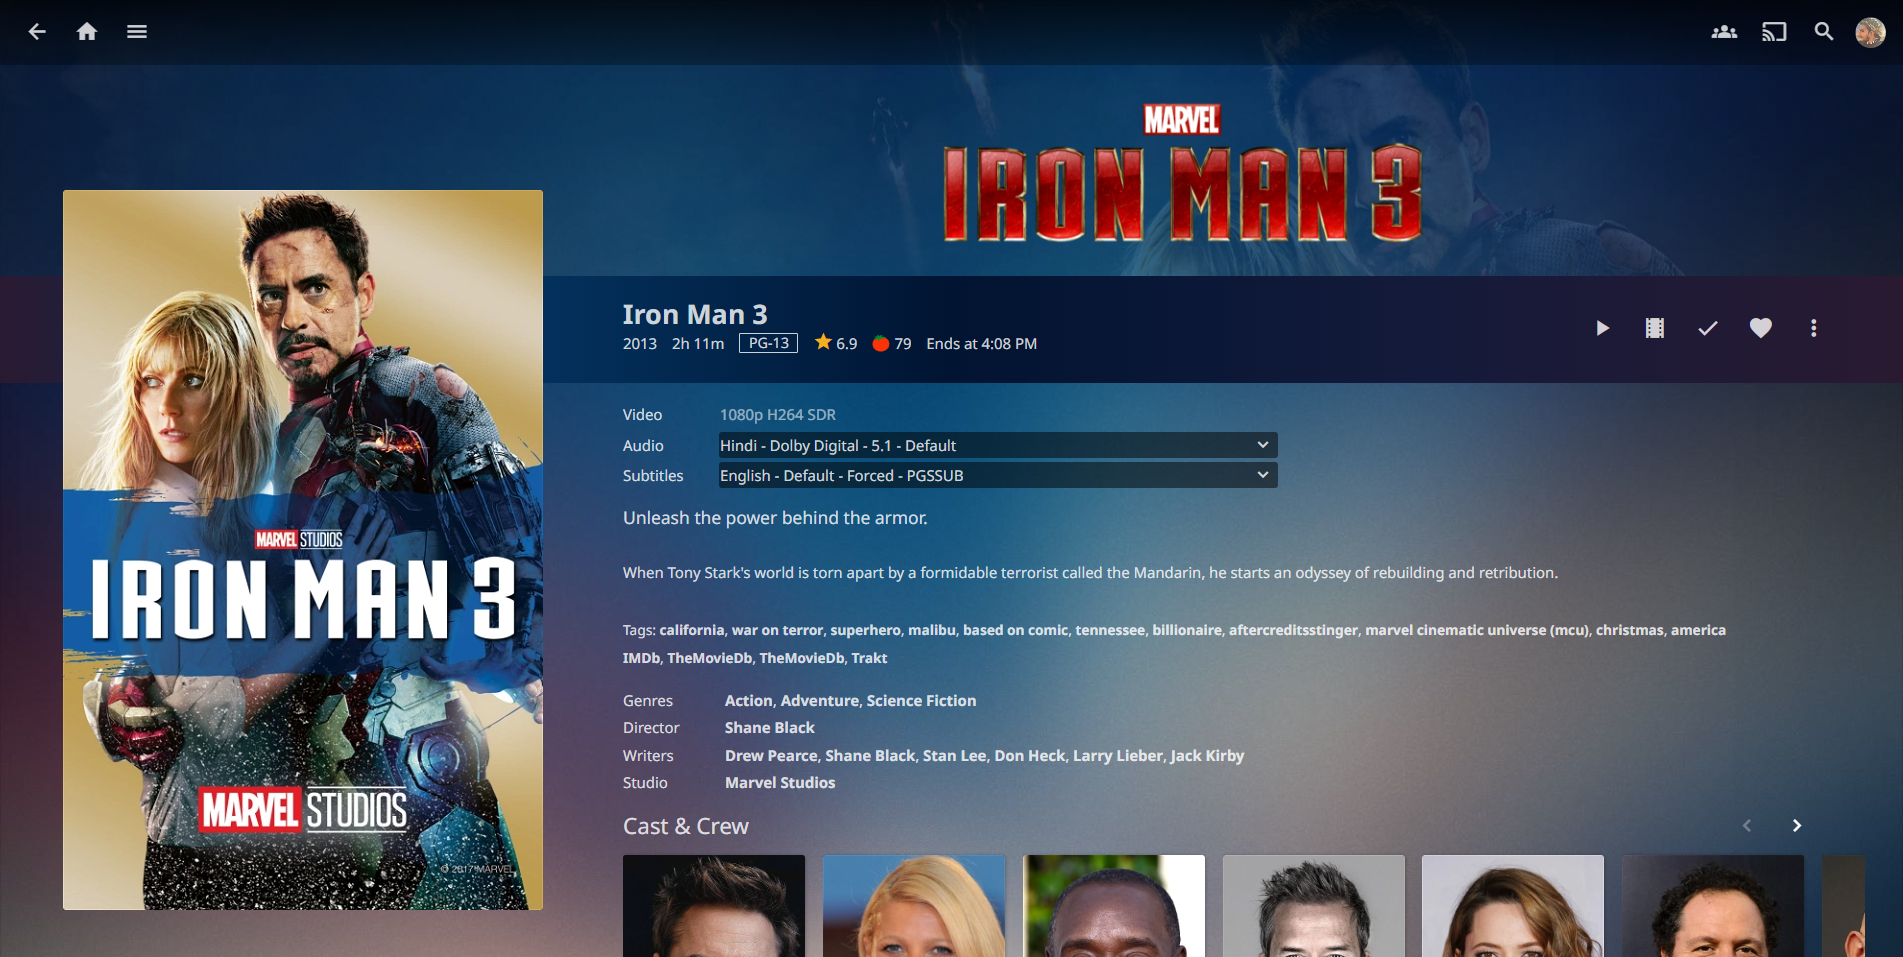 MARVEL
IRON MAN 3
MARVEL STUDIOS
IRON MAN 3
MARVEL STUDIOS
© 2017 MARVEL
Iron Man 3
2013 2h 11m PG-13 6.9 79 Ends at 4:08 PM
Video 1080p H264 SDR
Audio Hindi - Dolby Digital - 5.1 - Default
Subtitles English - Default - Forced - PGSSUB
Unleash the power behind the armor.
When Tony Stark's world is torn apart by a formidable terrorist called the Mandarin, he starts an odyssey of rebuilding and retribution.
Tags: california, war on terror, superhero, malibu, based on comic, tennessee, billionaire, aftercreditsstinger, marvel cinematic universe (mcu), christmas, america
IMDb, TheMovieDb, TheMovieDb, Trakt
Genres Action, Adventure, Science Fiction
Director Shane Black
Writers Drew Pearce, Shane Black, Stan Lee, Don Heck, Larry Lieber, Jack Kirby
Studio Marvel Studios
Cast & Crew